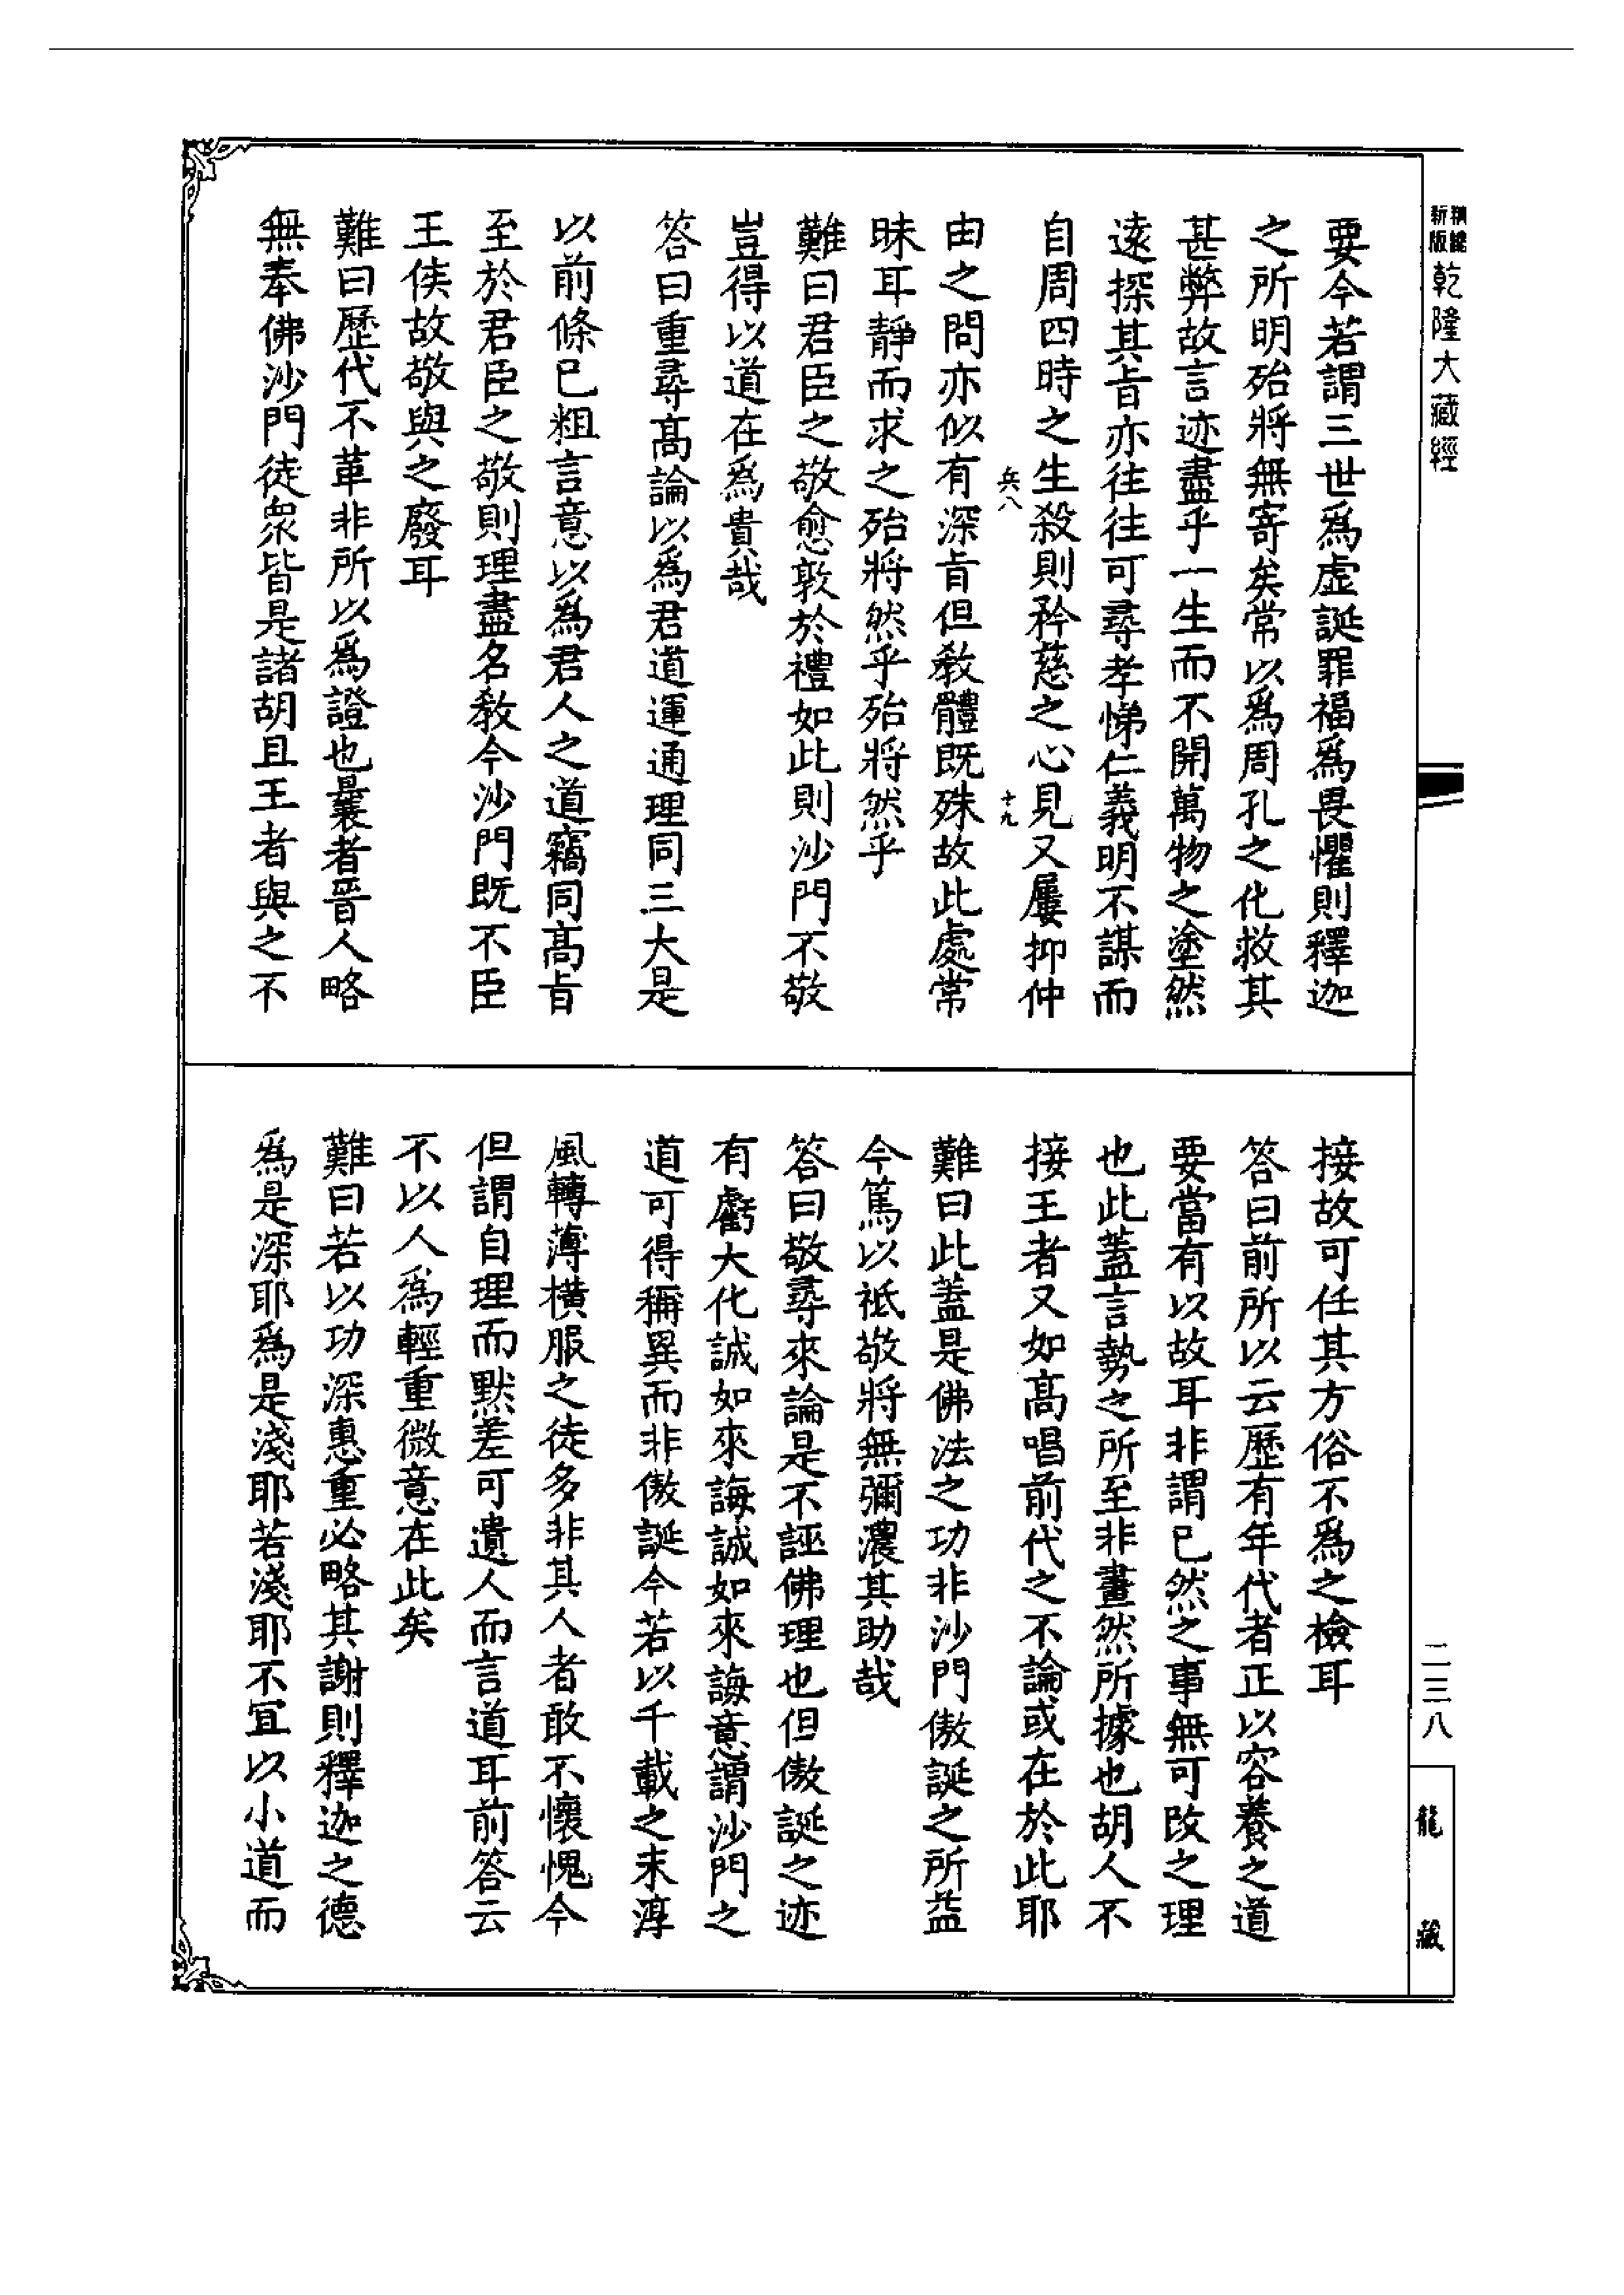 精繕
新版
乾隆大藏經
二三八
龍藏
要今若謂三世爲虛誕罪福爲畏懼則釋迦
之所明殆將無寄矣常以爲周孔之化救其
甚弊故言迹盡乎一生而不開萬物之塗然
遠探其旨亦往往可尋孝悌仁義明不謀而
自周四時之生殺則矜慈之心見又屢抑仲
兵八
十九
由之問亦似有深旨但教體既殊故此處常
昧耳靜而求之殆將然乎殆將然乎
難曰君臣之敬愈敦於禮如此則沙門不敬
豈得以道在爲貴哉
答曰重尋高論以爲君道運通理同三大是
以前條已粗言意以爲君人之道竊同高旨
至於君臣之敬則理盡名教今沙門既不臣
王侯故敬與之廢耳
難曰歷代不革非所以爲證也曩者晉人略
無奉佛沙門徒衆皆是諸胡且王者與之不
接故可任其方俗不爲之檢耳
答曰前所以云歷有年代者正以容養之道
要當有以故耳非謂已然之事無可改之理
也此蓋言勢之所至非畫然所據也胡人不
接王者又如高唱前代之不論或在於此耶
難曰此蓋是佛法之功非沙門傲誕之所益
今篤以祇敬將無彌濃其助哉
答曰敬尋來論是不誣佛理也但傲誕之迹
有虧大化誠如來誨誠如來誨意謂沙門之
道可得稱異而非傲誕今若以千載之末淳
風轉薄橫服之徒多非其人者敢不懷愧今
但謂自理而默差可遺人而言道耳前答云
不以人爲輕重微意在此矣
難曰若以功深惠重必略其謝則釋迦之德
爲是深耶爲是淺耶若淺耶不宜以小道而